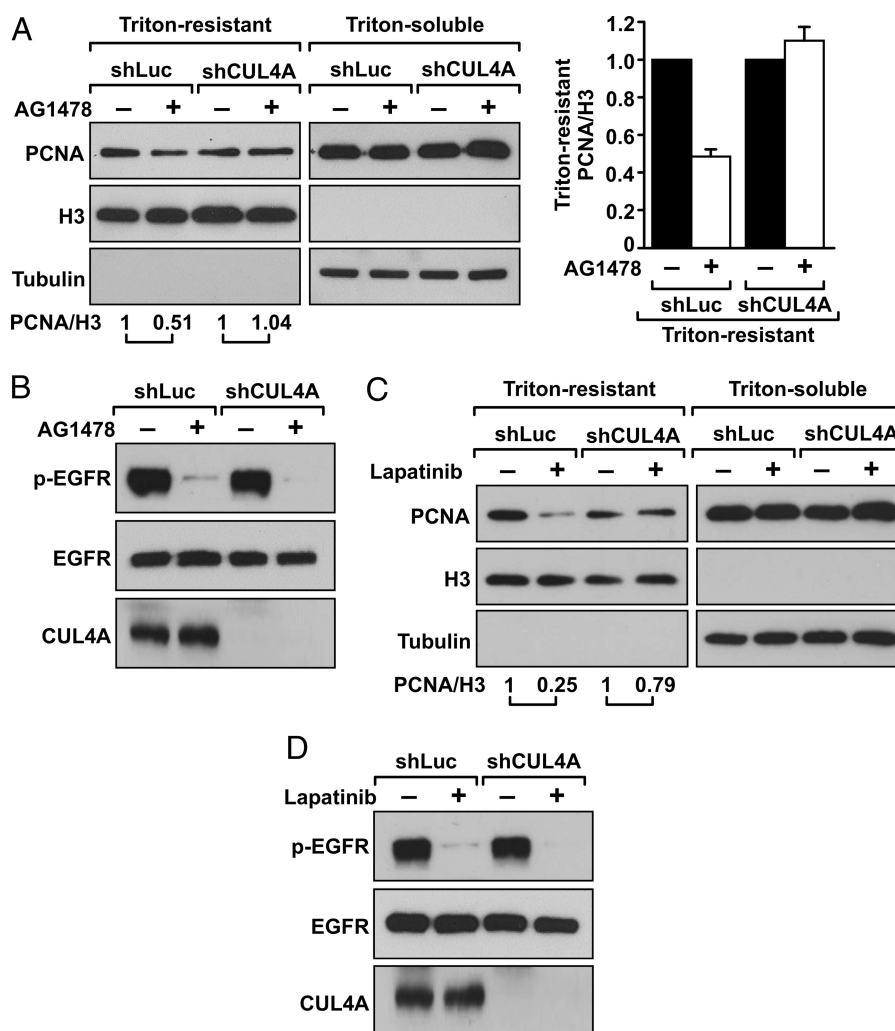 A
Triton-resistant Triton-soluble
shLuc shCUL4A shLuc shCUL4A
AG1478 – + – + – + – +
PCNA
H3
Tubulin
PCNA/H3 1 0.51 1 1.04
Triton-resistant
PCNA/H3
1.2
1.0
0.8
0.6
0.4
0.2
0
AG1478 – + – +
shLuc shCUL4A
Triton-resistant
B
shLuc shCUL4A
AG1478 – + – +
p-EGFR
EGFR
CUL4A
C
Triton-resistant Triton-soluble
shLuc shCUL4A shLuc shCUL4A
Lapatinib – + – + – + – +
PCNA
H3
Tubulin
PCNA/H3 1 0.25 1 0.79
D
shLuc shCUL4A
Lapatinib – + – +
p-EGFR
EGFR
CUL4A